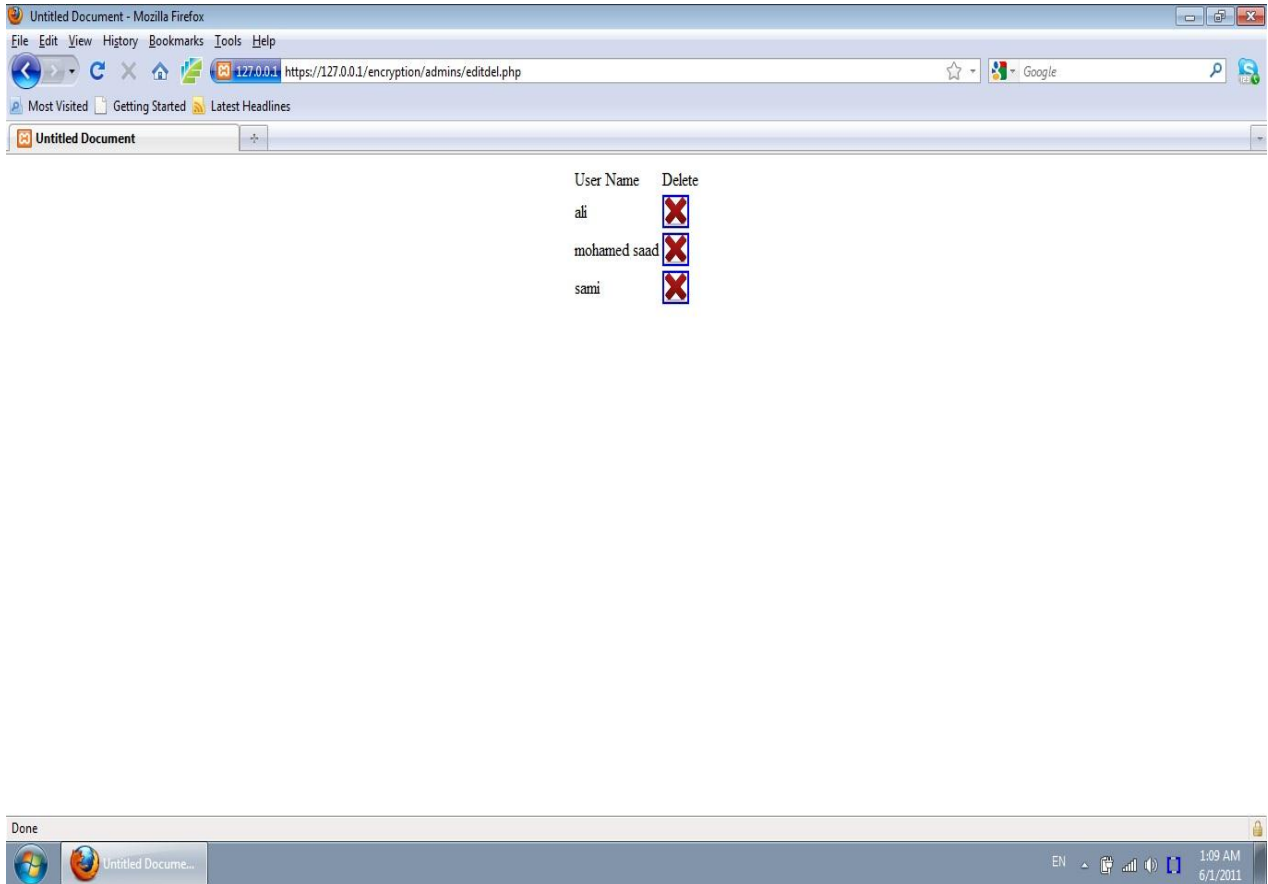 Untitled Document - Mozilla Firefox
File Edit View History Bookmarks Tools Help
127.0.0.1 https://127.0.0.1/encryption/admins/editdel.php Google
Most Visited Getting Started Latest Headlines
Untitled Document
User Name Delete
ali
mohamed saad
sami
Done
Untitled Docume... EN 1:09 AM
6/1/2011